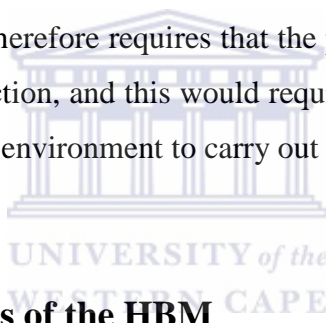 herefore requires that the
ction, and this would requ
environment to carry out
UNIVERSITY of the
WESTERN CAPE
s of the HBM